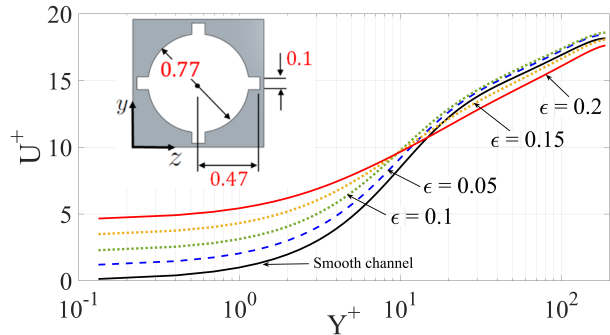 20
15
10
5
0
U⁺
10⁻¹
10⁰
10¹
10²
Y⁺
0.77
0.1
0.47
y
z
ϵ = 0.2
ϵ = 0.15
ϵ = 0.05
ϵ = 0.1
Smooth channel